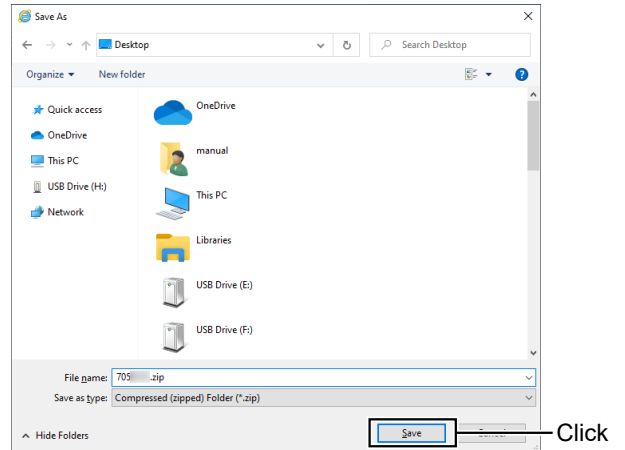 Save As
Desktop
Search Desktop
Organize
New folder
Quick access
OneDrive
This PC
USB Drive (H:)
Network
OneDrive
manual
This PC
Libraries
USB Drive (E:)
USB Drive (F:)
File name: 705 .zip
Save as type: Compressed (zipped) Folder (*.zip)
Hide Folders
Save
Click